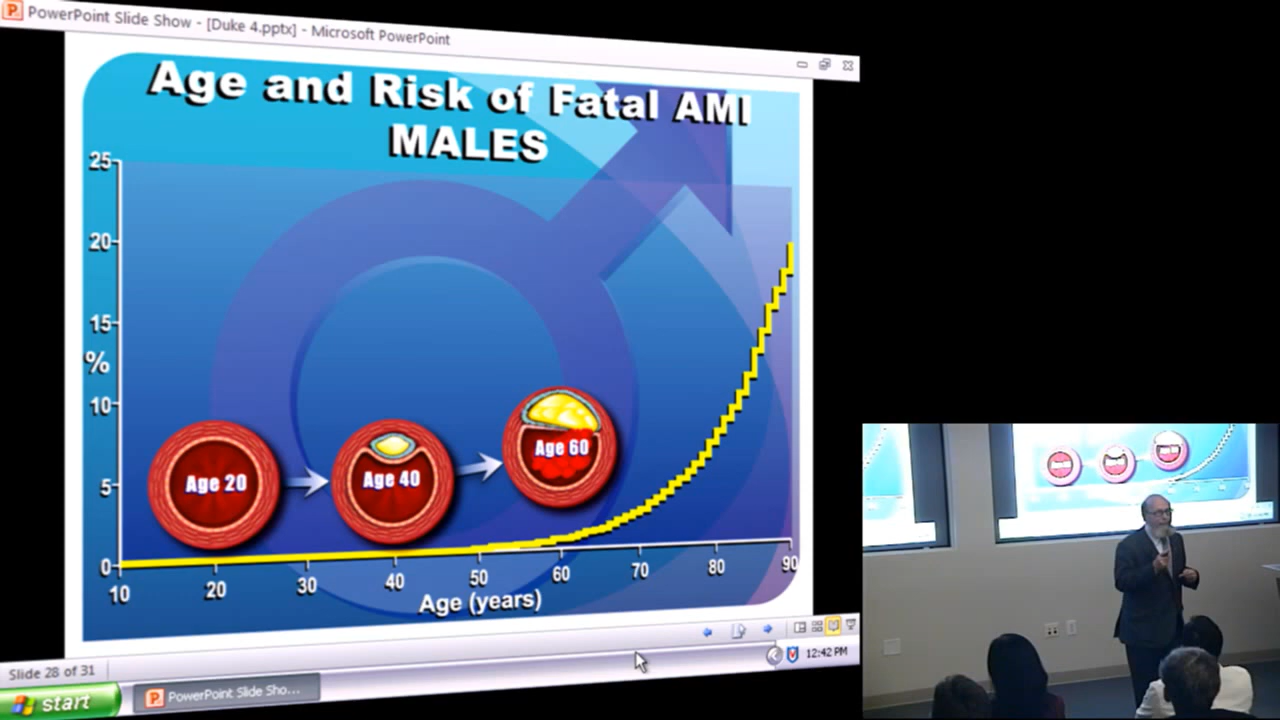 PowerPoint Slide Show - [Duke 4.pptx] - Microsoft PowerPoint
Age and Risk of Fatal AMI
MALES
25
20
15
%
10
5
0
Age 20
Age 40
Age 60
10 20 30 40 50 60 70 80 90
Age (years)
Slide 28 of 31
12:42 PM
start
PowerPoint Slide Sho...